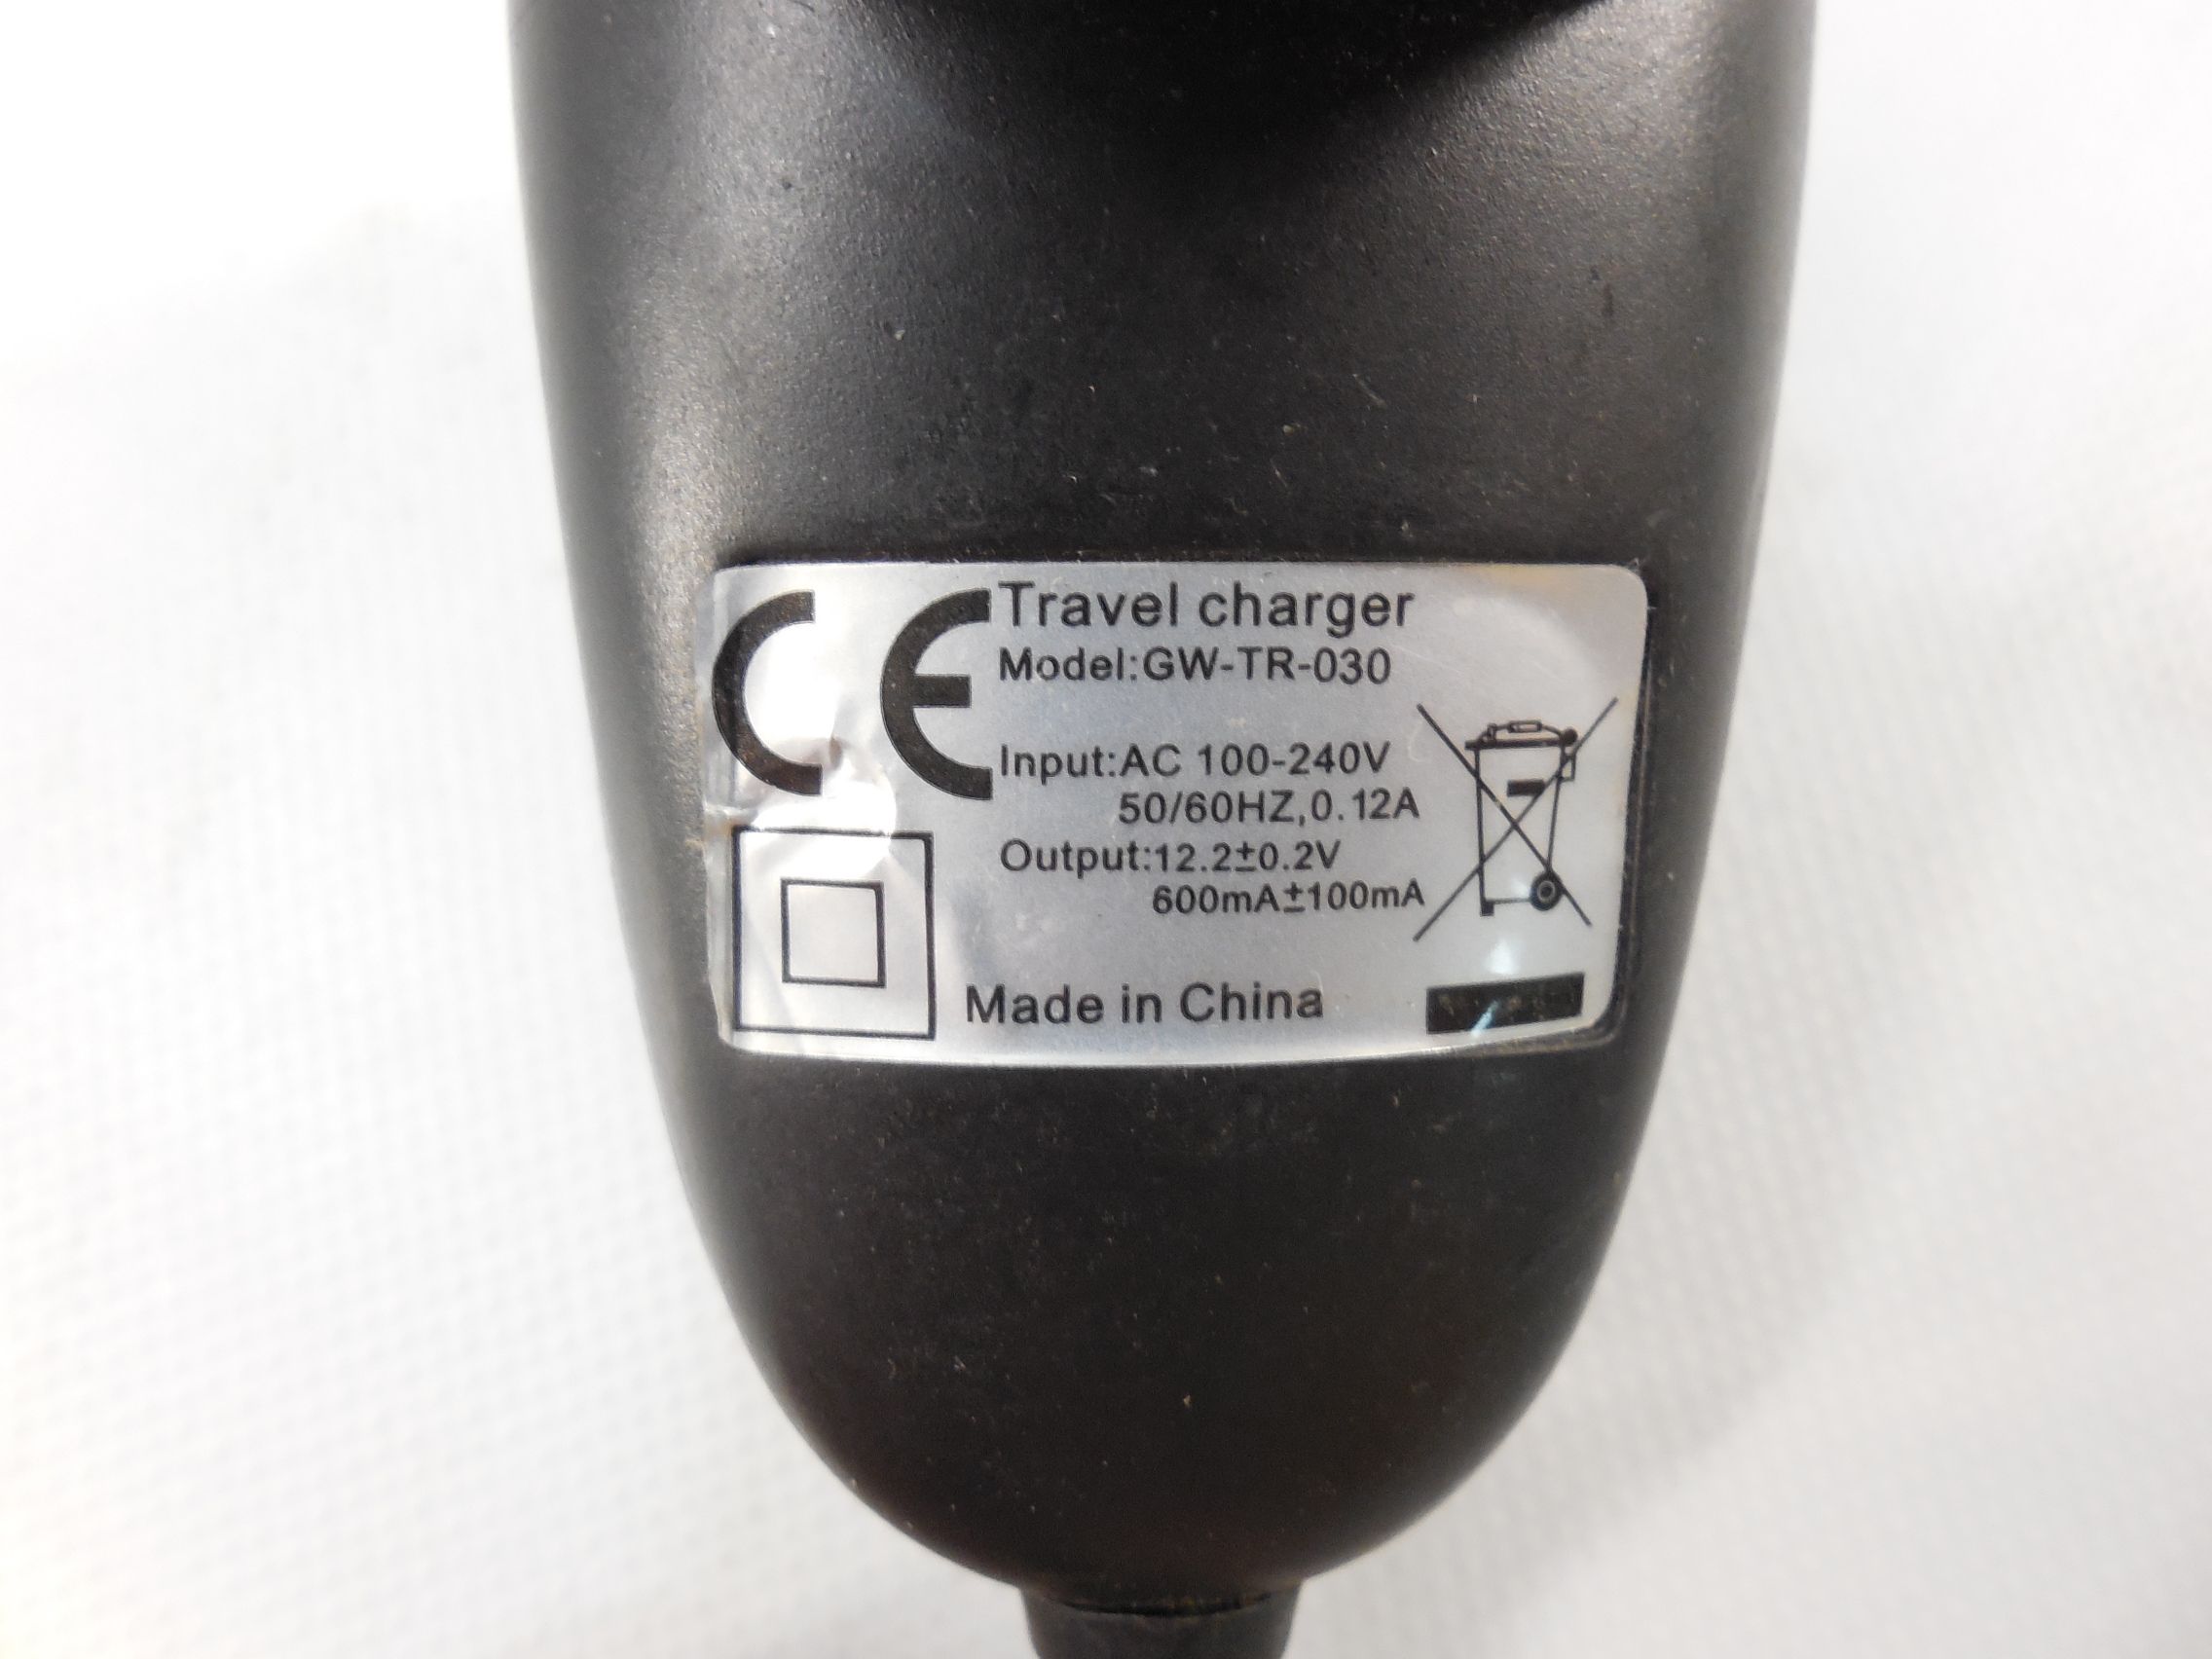 CE
Travel charger
Model:GW-TR-030
Input:AC 100-240V
50/60HZ,0.12A
Output:12.2±0.2V
600mA±100mA
Made in China